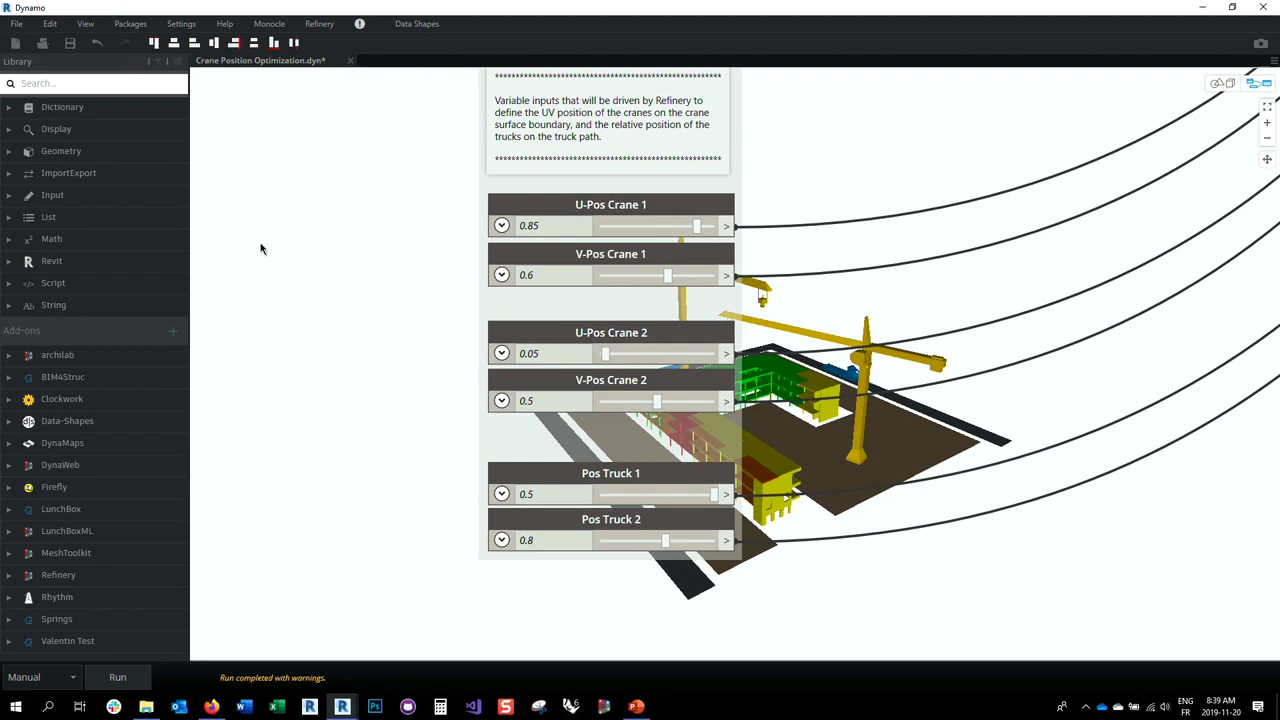 Dynamo
File Edit View Packages Settings Help Monocle Refinery Data Shapes
Library
Crane Position Optimization.dyn*
Search...
Dictionary
Display
Geometry
ImportExport
Input
List
Math
Revit
Script
Ab String
Add-ons
archilab
BIM4Struc
Clockwork
Data-Shapes
DynaMaps
DynaWeb
Firefly
LunchBox
LunchBoxML
MeshToolkit
Refinery
Rhythm
Springs
Valentin Test
**********************************************************
Variable inputs that will be driven by Refinery to
define the UV position of the cranes on the crane
surface boundary, and the relative position of the
trucks on the truck path.
**********************************************************
U-Pos Crane 1
0.85 >
V-Pos Crane 1
0.6 >
U-Pos Crane 2
0.05 >
V-Pos Crane 2
0.5 >
Pos Truck 1
0.5 >
Pos Truck 2
0.8 >
Manual Run Run completed with warnings.
ENG
FR
8:39 AM
2019-11-20